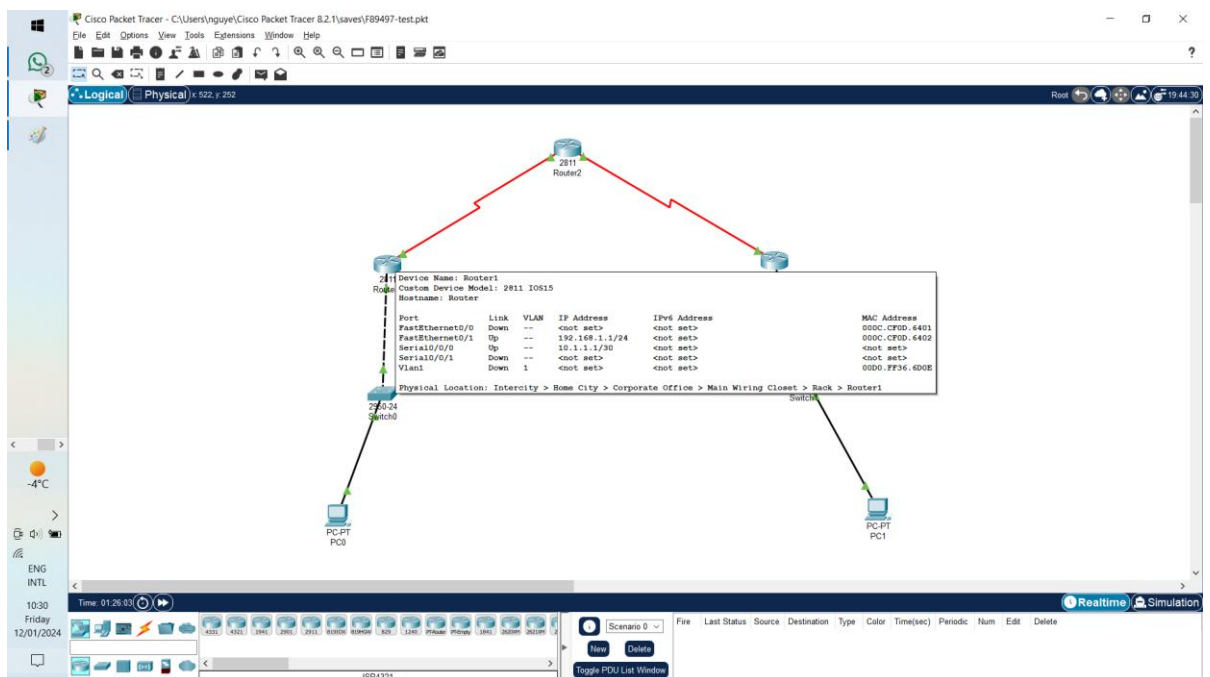 Cisco Packet Tracer - C:\Users\nguye\Cisco Packet Tracer 8.2.1\saves\F89497-test.pkt
File Edit Options View Tools Extensions Window Help
?
2
Logical Physical x: 522, y: 252
Root 19:44:30
2811
Router2
2811
Route
Device Name: Router1
Custom Device Model: 2811 IOS15
Hostname: Router
Port Link VLAN IP Address IPv6 Address MAC Address
FastEthernet0/0 Down -- <not set> <not set> 000C.CF0D.6401
FastEthernet0/1 Up -- 192.168.1.1/24 <not set> 000C.CF0D.6402
Serial0/0/0 Up -- 10.1.1.1/30 <not set> <not set>
Serial0/0/1 Down -- <not set> <not set> <not set>
Vlan1 Down 1 <not set> <not set> 00D0.FF36.6D0E
Physical Location: Intercity > Home City > Corporate Office > Main Wiring Closet > Rack > Router1
2950-24
Switch0
Switch
PC-PT
PC0
PC-PT
PC1
-4°C
ENG
INTL
10:30
Friday
12/01/2024
Time: 01:26:03
Realtime Simulation
4331 4321 1941 2901 2911 819IOX 819HGW 829 1240 PT-Router PT-Empty 1841 2620XM 2621XM 2
ISR4321
Scenario 0
New Delete
Toggle PDU List Window
Fire Last Status Source Destination Type Color Time(sec) Periodic Num Edit Delete